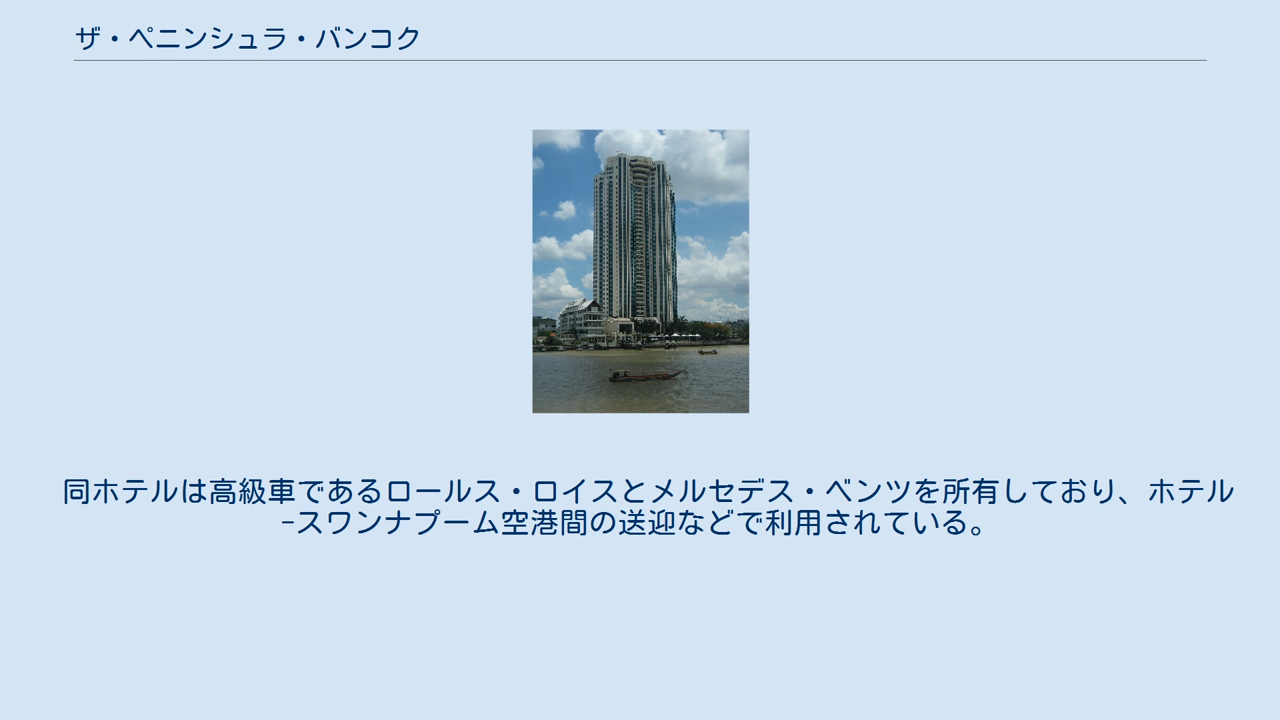 ザ・ペニンシュラ・バンコク
同ホテルは高級車であるロールス・ロイスとメルセデス・ベンツを所有しており、ホテル
-スワンナプーム空港間の送迎などで利用されている。